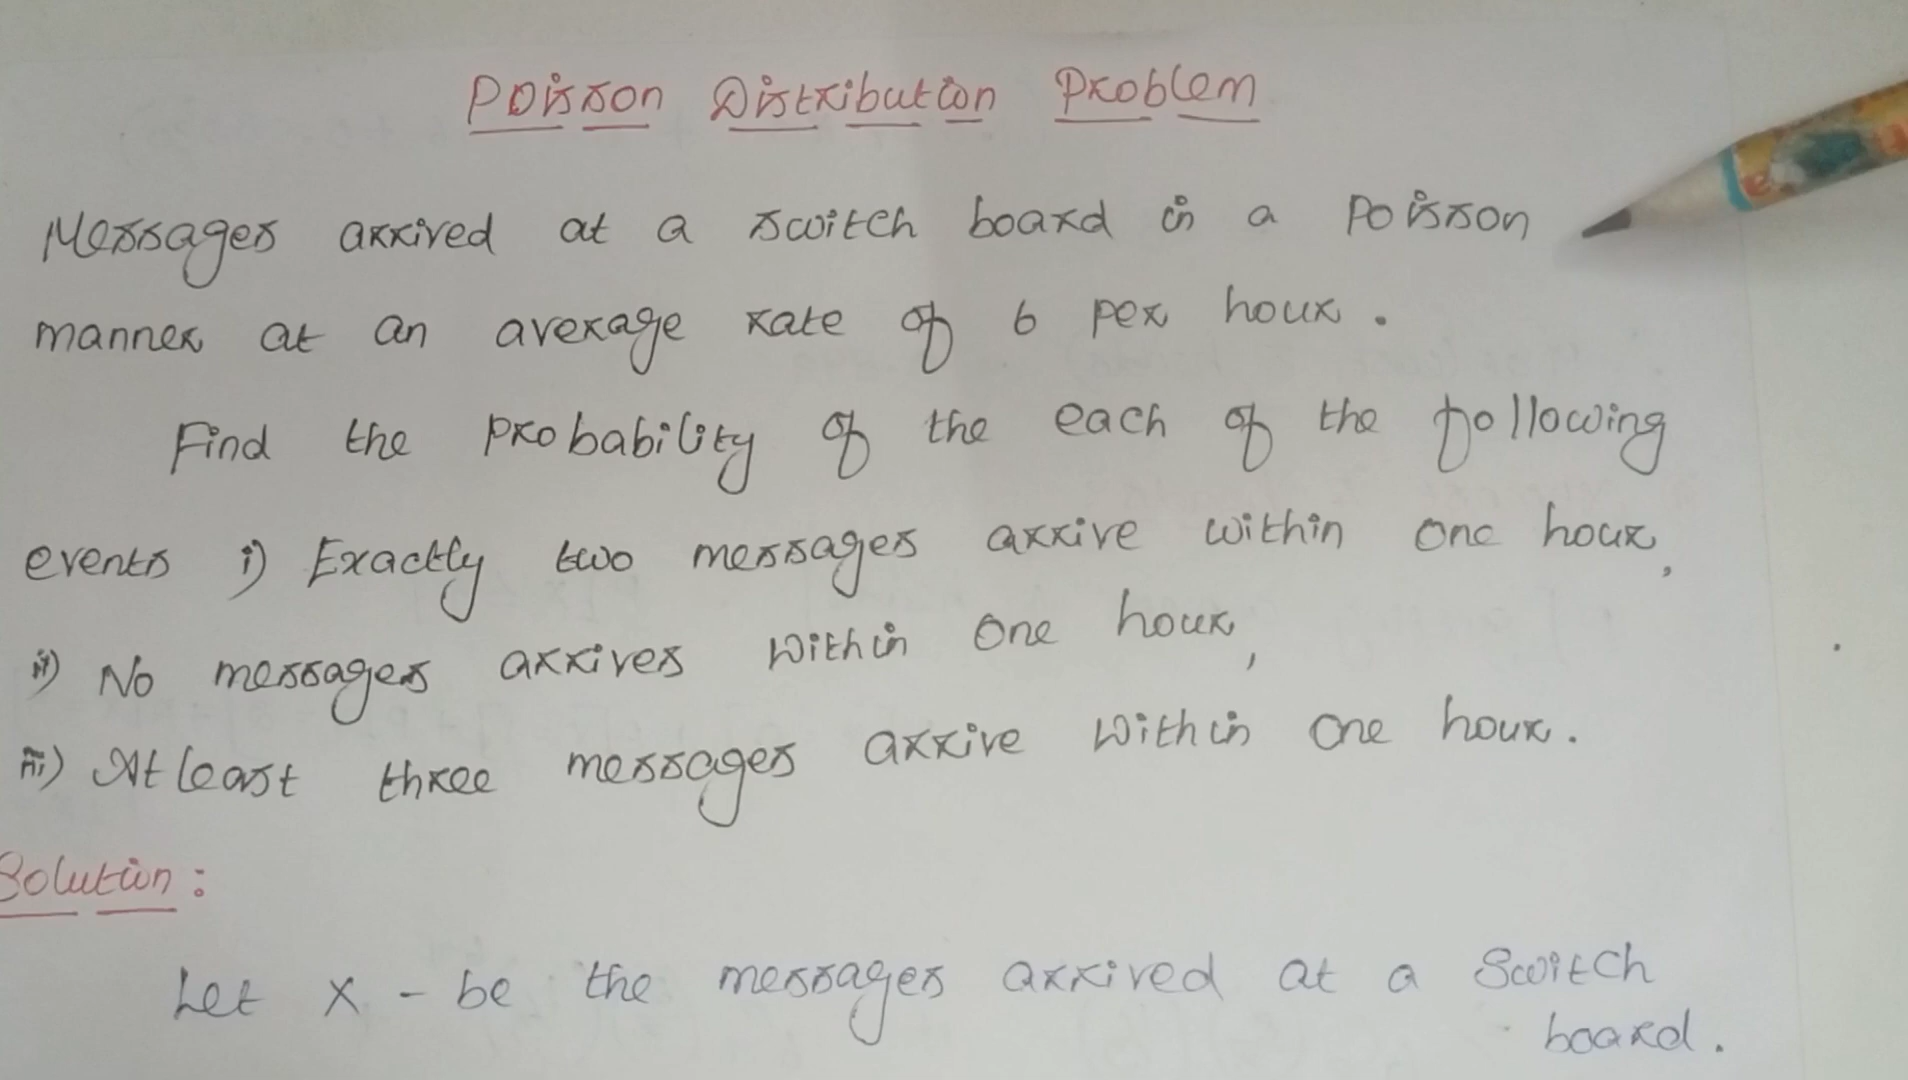 Poisson Distribution Problem
Messages arrived at a switch board in a Poisson
manner at an average rate of 6 per hour.
Find the probability of the each of the following
events i) Exactly two messages arrive within one hour,
ii) No messages arrives within one hour,
iii) At least three messages arrive within one hour.
Solution:
Let X - be the messages arrived at a switch
board.